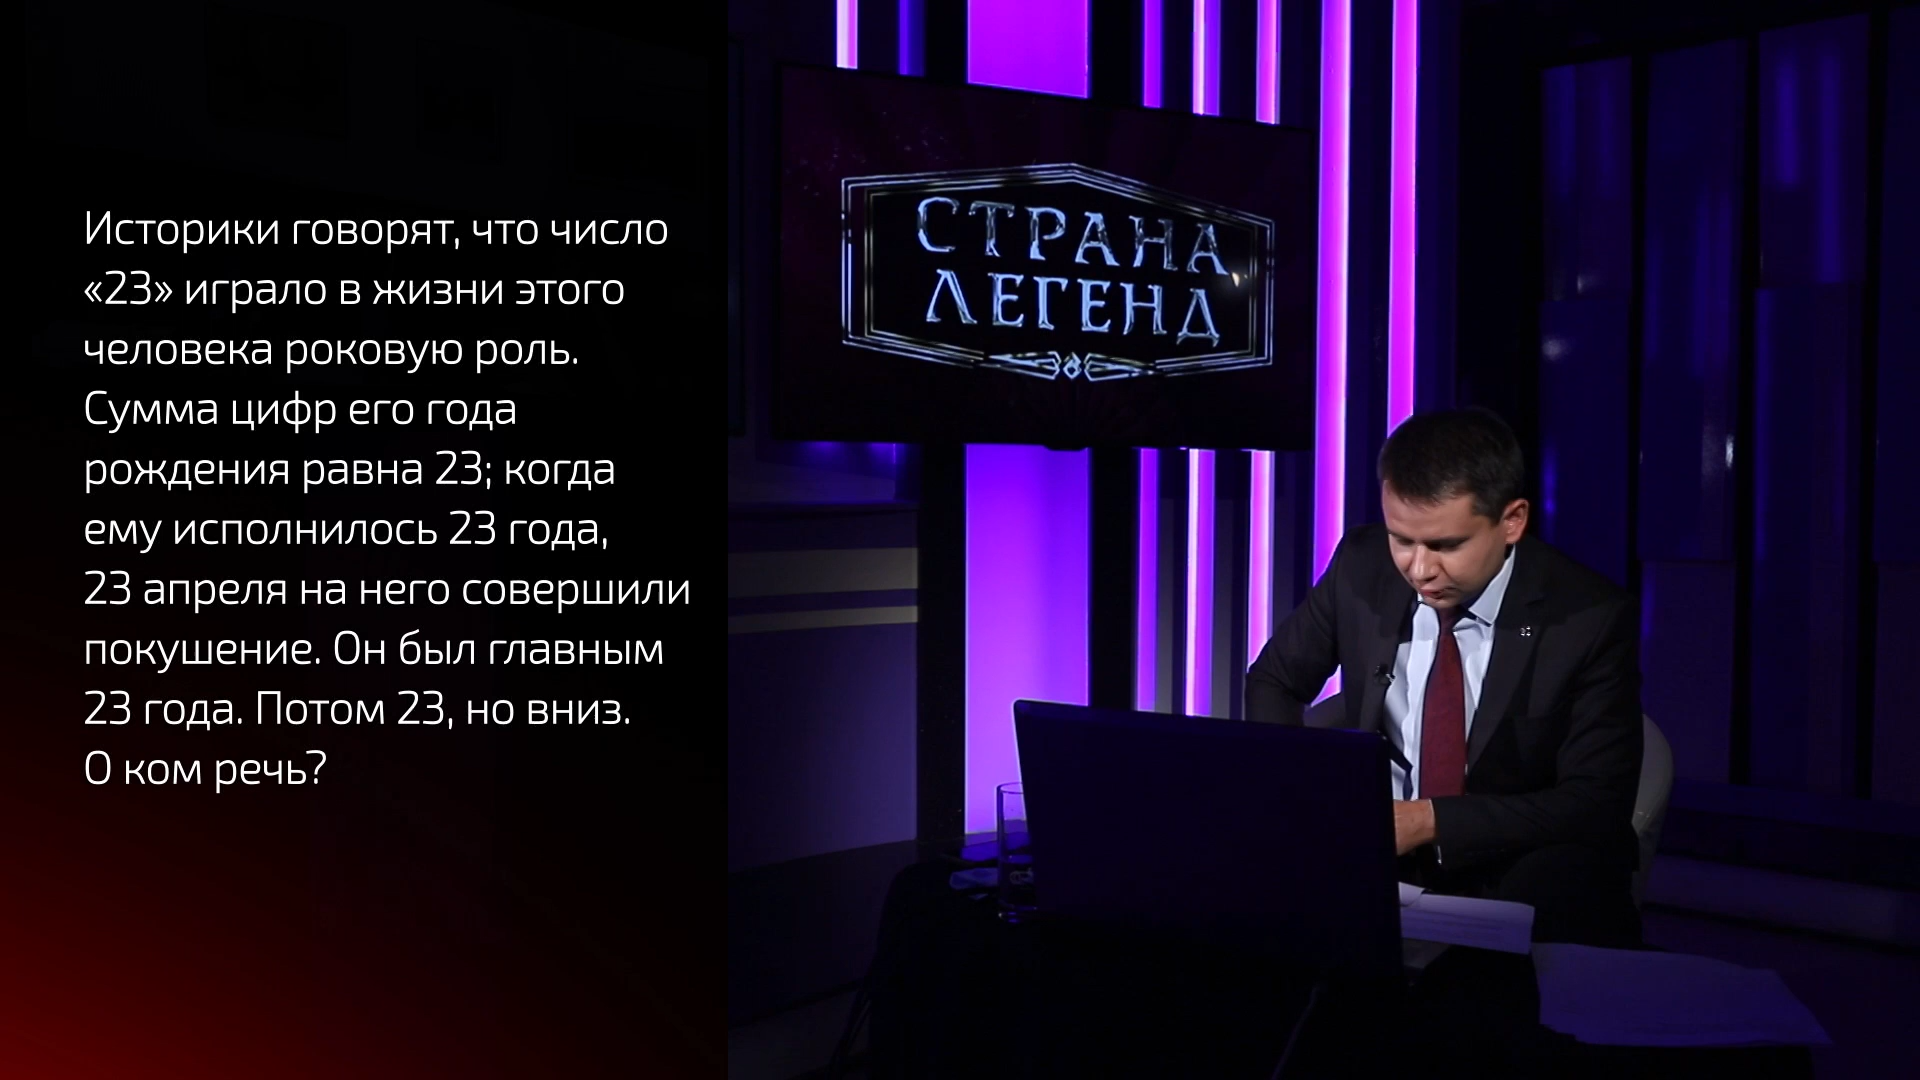 Историки говорят, что число
«23» играло в жизни этого
человека роковую роль.
Сумма цифр его года
рождения равна 23; когда
ему исполнилось 23 года,
23 апреля на него совершили
покушение. Он был главным
23 года. Потом 23, но вниз.
О ком речь?
СТРАНА
ЛЕГЕНД